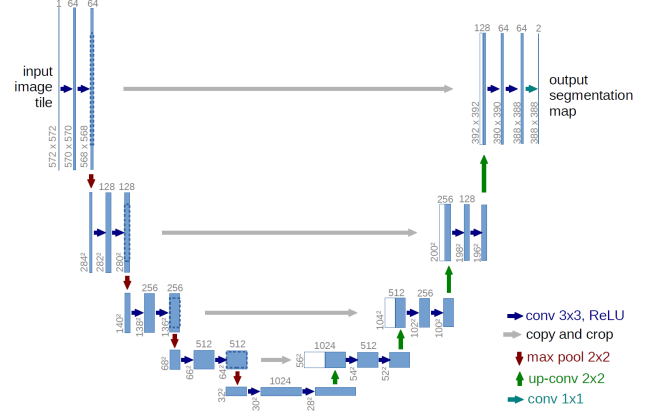 1 64 64
128 64 64 2
input
image
tile
output
segmentation
map
572 x 572
570 x 570
568 x 568
392 x 392
390 x 390
388 x 388
388 x 388
128 128
256 128
284²
282²
280²
200²
198²
196²
256 256
512 256
140²
138²
136²
104²
102²
100²
512 512
1024 512
68²
66²
64²
56²
54²
52²
1024
32²
30²
28²
conv 3x3, ReLU
copy and crop
max pool 2x2
up-conv 2x2
conv 1x1